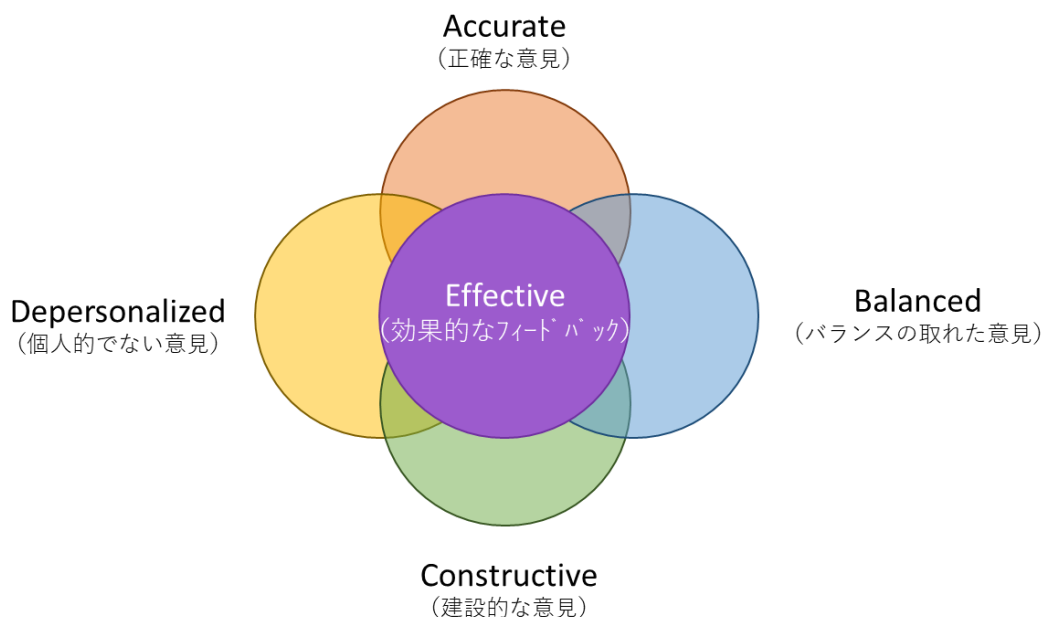 Accurate
（正確な意見）
Effective
（効果的なﾌｨｰﾄﾞﾊﾞｯｸ）
Depersonalized
（個人的でない意見）
Balanced
（バランスの取れた意見）
Constructive
（建設的な意見）